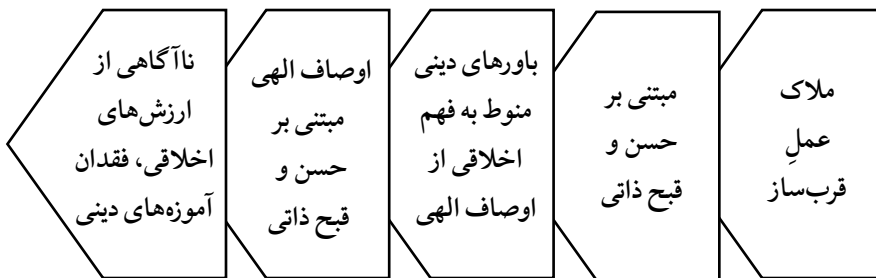 ملاک
عملِ
قرب‌ساز
مبتنی بر
حسن و
قبح ذاتی
باورهای دینی
منوط به فهم
اخلاقی از
اوصاف الهی
اوصاف الهی
مبتنی بر
حسن و
قبح ذاتی
ناآگاهی از
ارزش‌های
اخلاقی، فقدان
آموزه‌های دینی